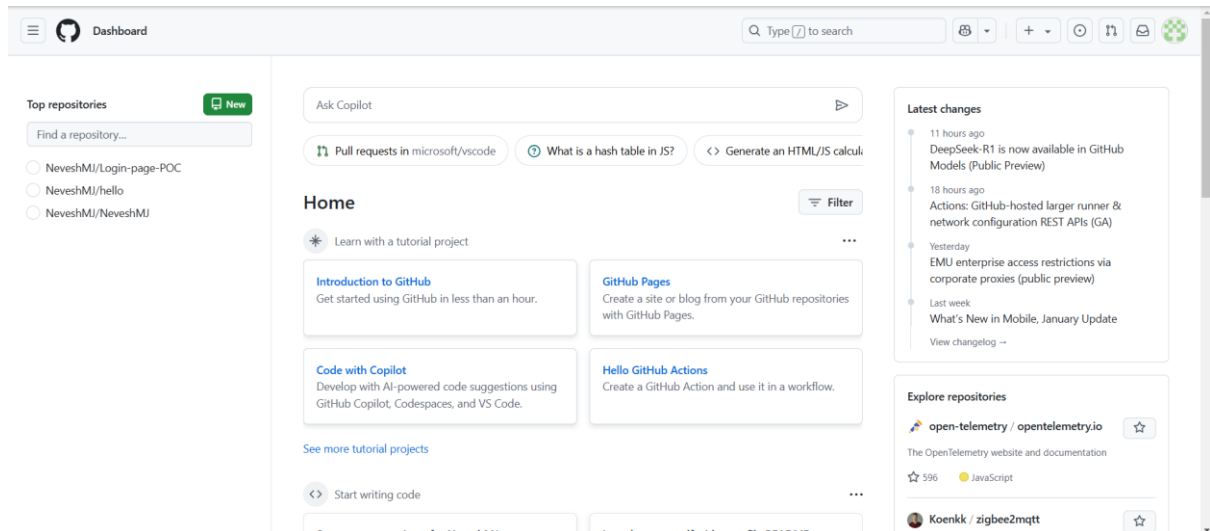 Dashboard
Type / to search
Top repositories
New
Find a repository...
NeveshMJ/Login-page-POC
NeveshMJ/hello
NeveshMJ/NeveshMJ
Ask Copilot
Pull requests in microsoft/vscode
What is a hash table in JS?
Generate an HTML/JS calcula
Home
Filter
Learn with a tutorial project
Introduction to GitHub
Get started using GitHub in less than an hour.
GitHub Pages
Create a site or blog from your GitHub repositories
with GitHub Pages.
Code with Copilot
Develop with AI-powered code suggestions using
GitHub Copilot, Codespaces, and VS Code.
Hello GitHub Actions
Create a GitHub Action and use it in a workflow.
See more tutorial projects
Start writing code
Latest changes
11 hours ago
DeepSeek-R1 is now available in GitHub
Models (Public Preview)
18 hours ago
Actions: GitHub-hosted larger runner &
network configuration REST APIs (GA)
Yesterday
EMU enterprise access restrictions via
corporate proxies (public preview)
Last week
What's New in Mobile, January Update
View changelog →
Explore repositories
open-telemetry / opentelemetry.io
The OpenTelemetry website and documentation
596
JavaScript
Koenkk / zigbee2mqtt